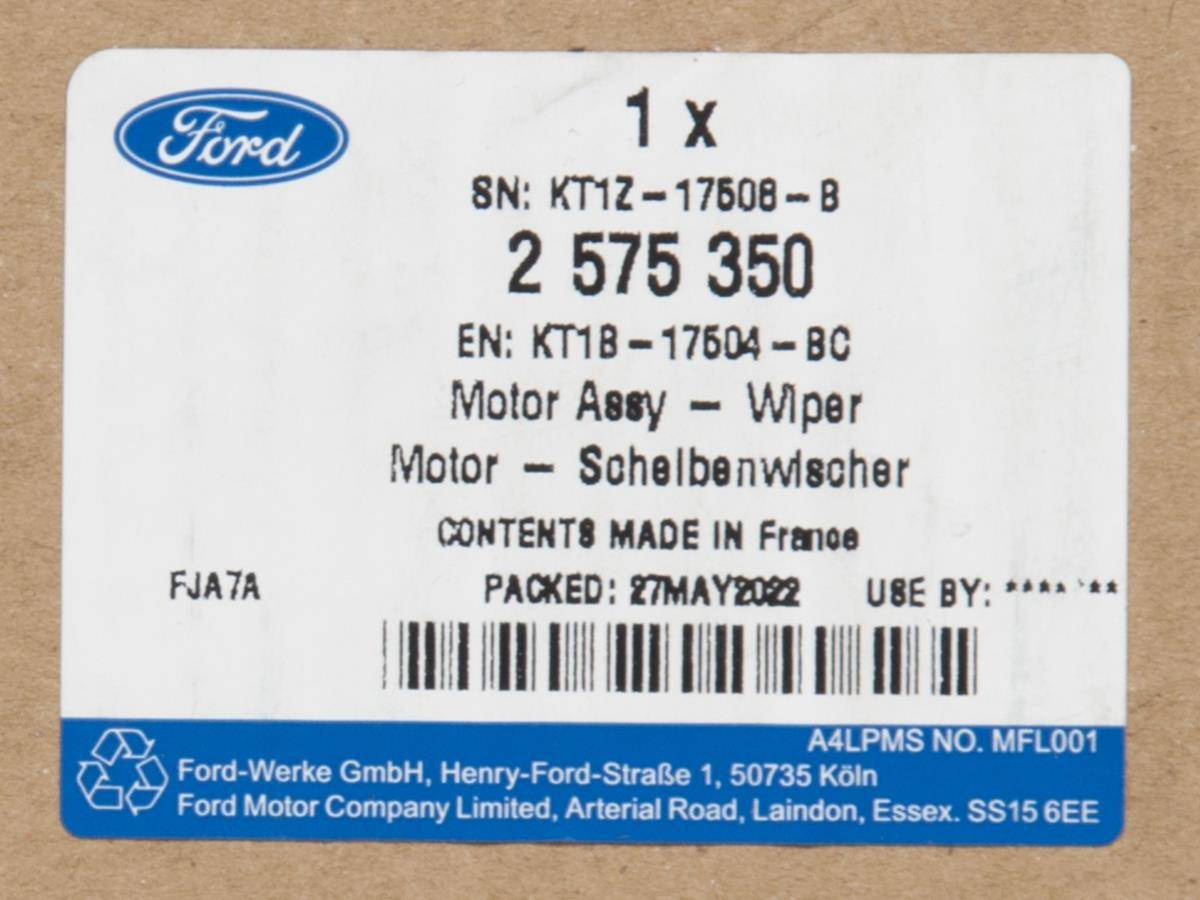 Ford
1 x
SN: KT1Z-17508-B
2 575 350
EN: KT1B-17504-BC
Motor Assy - Wiper
Motor - Scheibenwischer
CONTENTS MADE IN France
FJA7A PACKED: 27MAY2022 USE BY: **** **
A4LPMS NO. MFL001
Ford-Werke GmbH, Henry-Ford-Straße 1, 50735 Köln
Ford Motor Company Limited, Arterial Road, Laindon, Essex. SS15 6EE